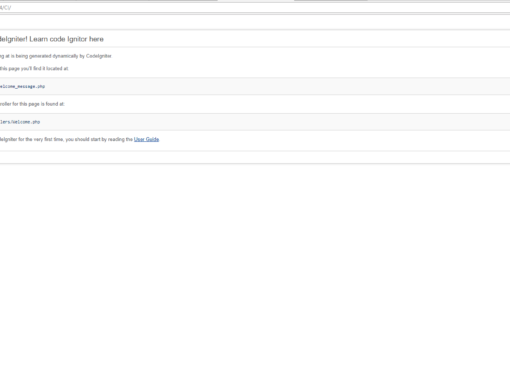 /CI/
deIgniter! Learn code Ignitor here
ng at is being generated dynamically by CodeIgniter.
this page you'll find it located at:
elcome_message.php
roller for this page is found at:
lers/Welcome.php
deIgniter for the very first time, you should start by reading the User Guide.